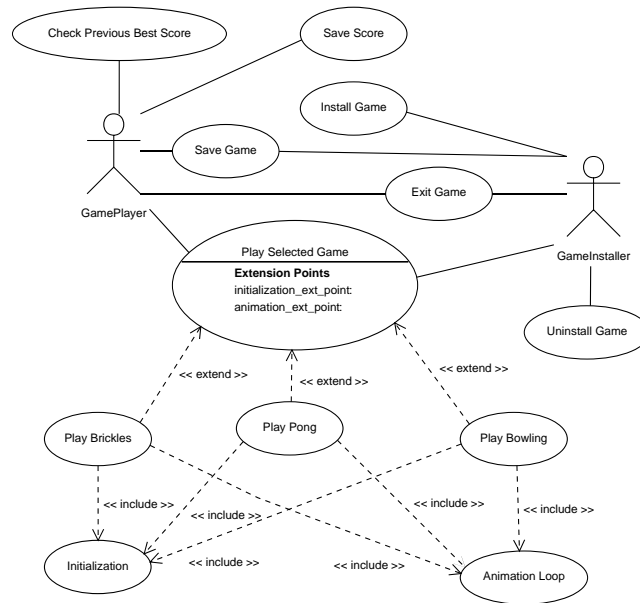 Check Previous Best Score
Save Score
Install Game
Save Game
Exit Game
GamePlayer
GameInstaller
Play Selected Game
Extension Points
initialization_ext_point:
animation_ext_point:
Uninstall Game
<< extend >>
<< extend >>
<< extend >>
Play Brickles
Play Pong
Play Bowling
<< include >>
<< include >>
<< include >>
<< include >>
<< include >>
<< include >>
Initialization
Animation Loop